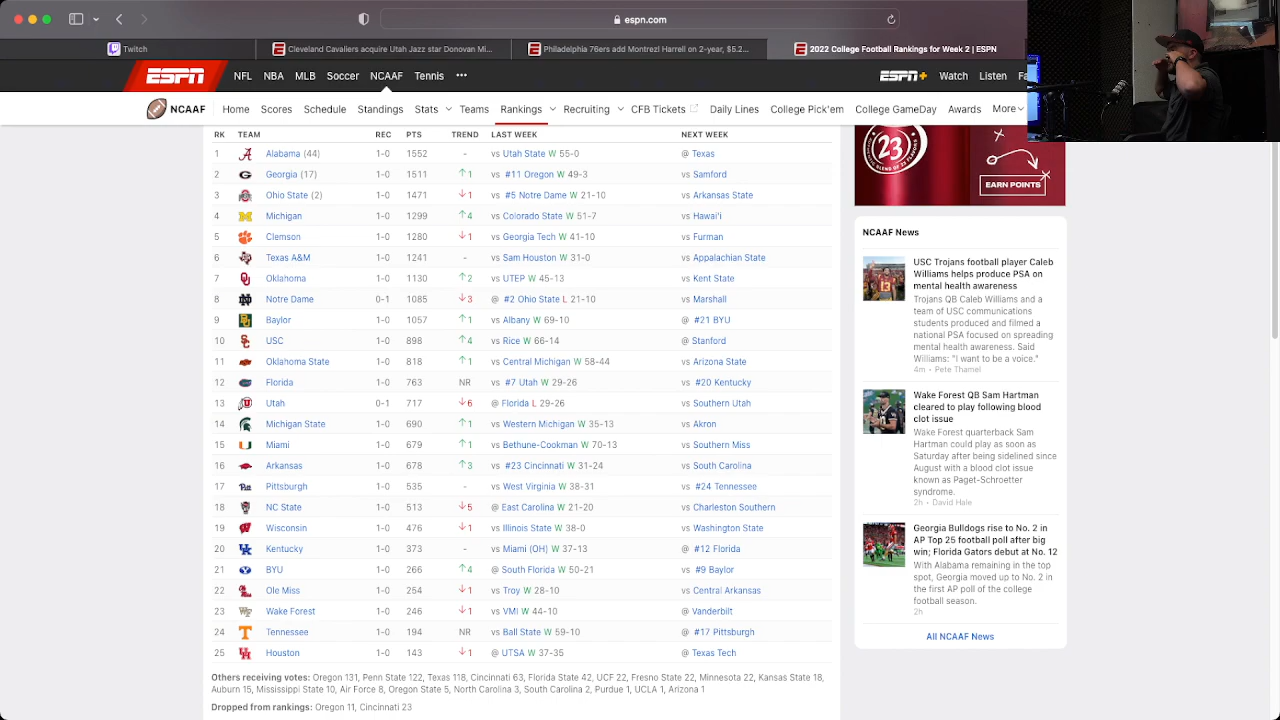 espn.com
Twitch
Cleveland Cavaliers acquire Utah Jazz star Donovan Mi...
Philadelphia 76ers add Montrezl Harrell on 2-year, $5.2...
2022 College Football Rankings for Week 2 | ESPN
ESPN NFL NBA MLB Soccer NCAAF Tennis ••• ESPN+ Watch Listen Fa
NCAAF Home Scores Schedule Standings Stats Teams Rankings Recruiting CFB Tickets Daily Lines College Pick'em College GameDay Awards More
RK TEAM REC PTS TREND LAST WEEK NEXT WEEK
1 Alabama (44) 1-0 1552 - vs Utah State W 55-0 @ Texas
2 Georgia (17) 1-0 1511 ↑1 vs #11 Oregon W 49-3 vs Samford
3 Ohio State (2) 1-0 1471 ↓1 vs #5 Notre Dame W 21-10 vs Arkansas State
4 Michigan 1-0 1299 ↑4 vs Colorado State W 51-7 vs Hawai'i
5 Clemson 1-0 1280 ↓1 vs Georgia Tech W 41-10 vs Furman
6 Texas A&M 1-0 1241 - vs Sam Houston W 31-0 vs Appalachian State
7 Oklahoma 1-0 1130 ↑2 vs UTEP W 45-13 vs Kent State
8 Notre Dame 0-1 1085 ↓3 @ #2 Ohio State L 21-10 vs Marshall
9 Baylor 1-0 1057 ↑1 vs Albany W 69-10 @ #21 BYU
10 USC 1-0 898 ↑4 vs Rice W 66-14 @ Stanford
11 Oklahoma State 1-0 818 ↑1 vs Central Michigan W 58-44 vs Arizona State
12 Florida 1-0 763 NR vs #7 Utah W 29-26 vs #20 Kentucky
13 Utah 0-1 717 ↓6 @ Florida L 29-26 vs Southern Utah
14 Michigan State 1-0 690 ↑1 vs Western Michigan W 35-13 vs Akron
15 Miami 1-0 679 ↑1 vs Bethune-Cookman W 70-13 vs Southern Miss
16 Arkansas 1-0 678 ↑3 vs #23 Cincinnati W 31-24 vs South Carolina
17 Pittsburgh 1-0 535 - vs West Virginia W 38-31 vs #24 Tennessee
18 NC State 1-0 513 ↓5 @ East Carolina W 21-20 vs Charleston Southern
19 Wisconsin 1-0 476 ↓1 vs Illinois State W 38-0 vs Washington State
20 Kentucky 1-0 373 - vs Miami (OH) W 37-13 @ #12 Florida
21 BYU 1-0 266 ↑4 @ South Florida W 50-21 vs #9 Baylor
22 Ole Miss 1-0 254 ↓1 vs Troy W 28-10 vs Central Arkansas
23 Wake Forest 1-0 246 ↓1 vs VMI W 44-10 @ Vanderbilt
24 Tennessee 1-0 194 NR vs Ball State W 59-10 @ #17 Pittsburgh
25 Houston 1-0 143 ↓1 @ UTSA W 37-35 @ Texas Tech
Others receiving votes: Oregon 131, Penn State 122, Texas 118, Cincinnati 63, Florida State 42, UCF 22, Fresno State 22, Minnesota 22, Kansas State 18,
Auburn 15, Mississippi State 10, Air Force 8, Oregon State 5, North Carolina 3, South Carolina 2, Purdue 1, UCLA 1, Arizona 1
Dropped from rankings: Oregon 11, Cincinnati 23
23
EARN POINTS
NCAAF News
USC Trojans football player Caleb
Williams helps produce PSA on
mental health awareness
Trojans QB Caleb Williams and a
team of USC communications
students produced and filmed a
national PSA focused on spreading
mental health awareness. Said
Williams: "I want to be a voice."
4m • Pete Thamel
Wake Forest QB Sam Hartman
cleared to play following blood
clot issue
Wake Forest quarterback Sam
Hartman could play as soon as
Saturday after being sidelined since
August with a blood clot issue
known as Paget-Schroetter
syndrome.
2h • David Hale
Georgia Bulldogs rise to No. 2 in
AP Top 25 football poll after big
win; Florida Gators debut at No. 12
With Alabama remaining in the top
spot, Georgia moved up to No. 2 in
the first AP poll of the college
football season.
2h
All NCAAF News